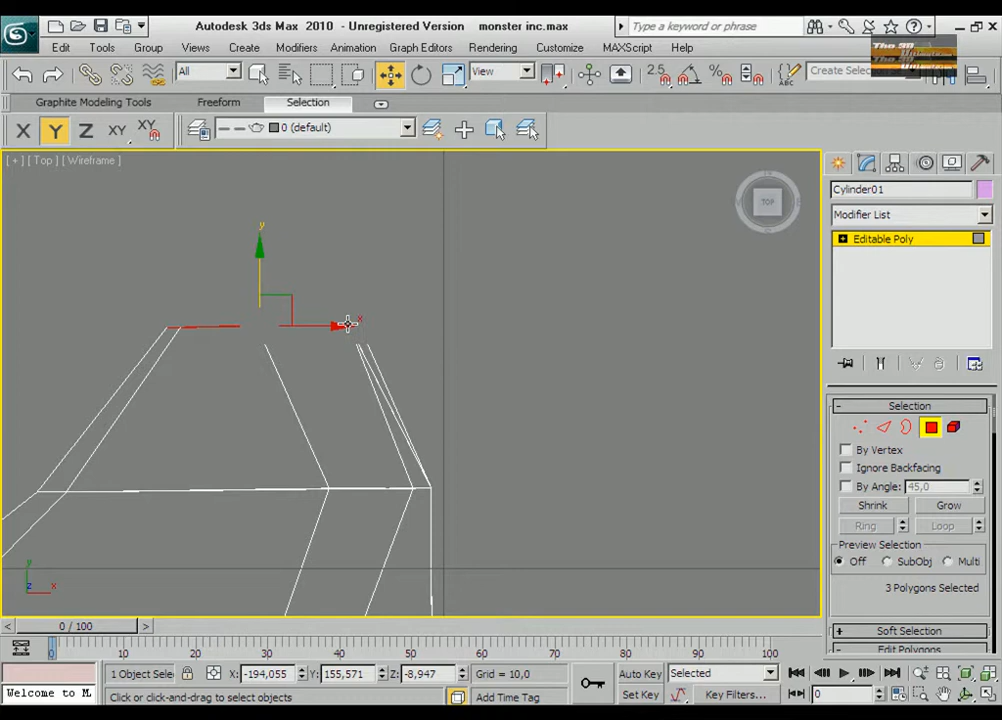 Autodesk 3ds Max 2010 - Unregistered Version monster inc.max
Type a keyword or phrase
Edit Tools Group Views Create Modifiers Animation Graph Editors Rendering Customize MAXScript Help
All View 2.5 ABC Create Selection
Graphite Modeling Tools Freeform Selection
X Y Z XY XY 0 (default)
[ + ] [ Top ] [ Wireframe ]
TOP
y
x
y
z x
Cylinder01
Modifier List
Editable Poly
Selection
By Vertex
Ignore Backfacing
By Angle: 45,0
Shrink Grow
Ring Loop
Preview Selection
Off SubObj Multi
3 Polygons Selected
Soft Selection
Edit Polygons
0 / 100
0 10 20 30 40 50 60 70 80 90 100
1 Object Sele X: -194,055 Y: 155,571 Z: -8,947 Grid = 10,0 Auto Key Selected
Welcome to M. Click or click-and-drag to select objects Add Time Tag Set Key Key Filters... 0